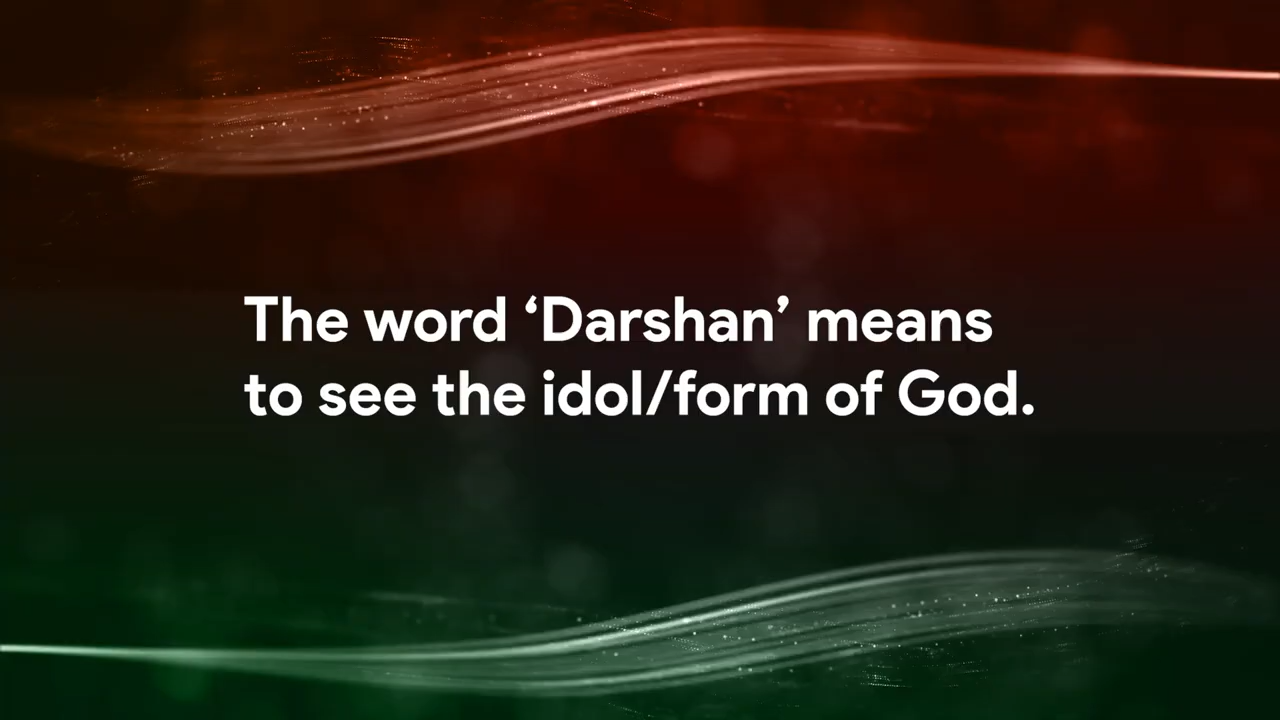 The word ‘Darshan’ means
to see the idol/form of God.